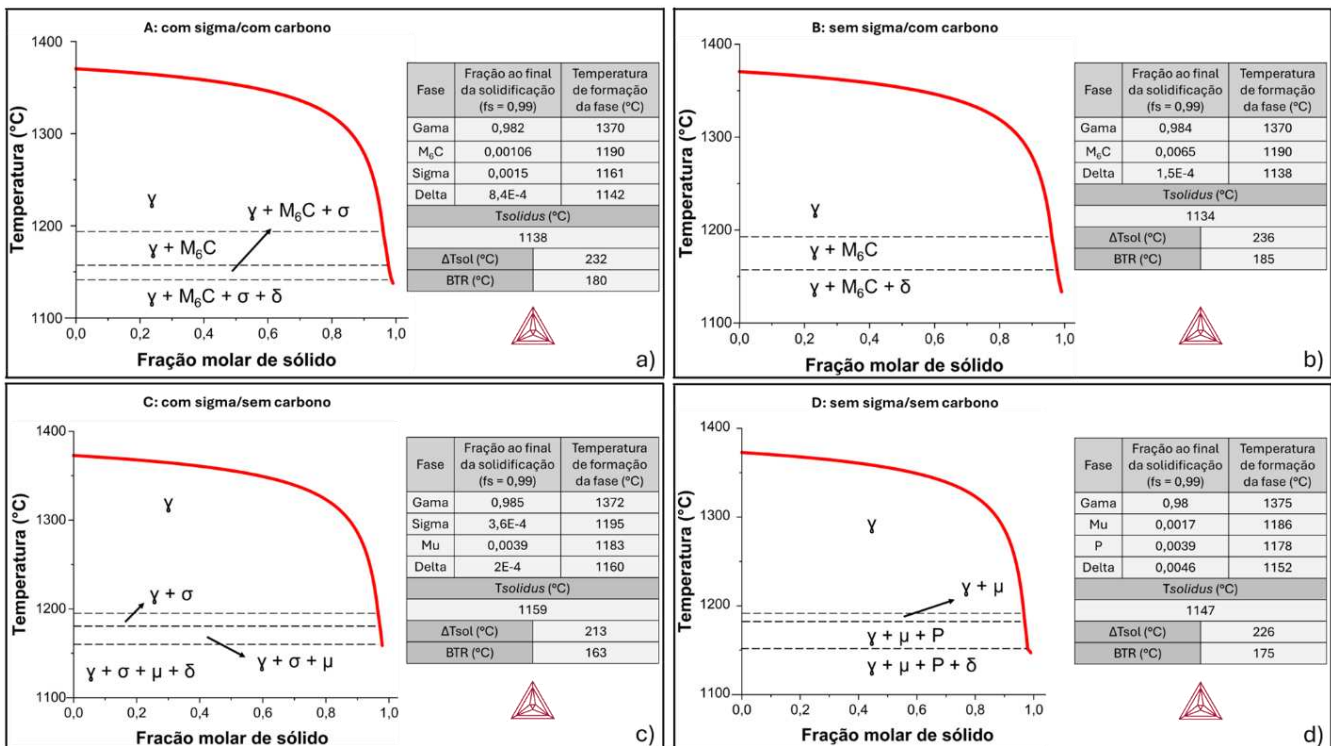 A: com sigma/com carbono
Temperatura (°C)
1400
1300
1200
1100
ɣ
ɣ + M₆C + σ
ɣ + M₆C
ɣ + M₆C + σ + δ
0,0 0,2 0,4 0,6 0,8 1,0
Fração molar de sólido
Fase
Fração ao final da solidificação (fs = 0,99)
Temperatura de formação da fase (°C)
Gama 0,982 1370
M₆C 0,00106 1190
Sigma 0,0015 1161
Delta 8,4E-4 1142
Tsolidus (°C)
1138
ΔTsol (°C) 232
BTR (°C) 180
a)
B: sem sigma/com carbono
Temperatura (°C)
1400
1300
1200
1100
ɣ
ɣ + M₆C
ɣ + M₆C + δ
0,0 0,2 0,4 0,6 0,8 1,0
Fração molar de sólido
Fase
Fração ao final da solidificação (fs = 0,99)
Temperatura de formação da fase (°C)
Gama 0,984 1370
M₆C 0,0065 1190
Delta 1,5E-4 1138
Tsolidus (°C)
1134
ΔTsol (°C) 236
BTR (°C) 185
b)
C: com sigma/sem carbono
Temperatura (°C)
1400
1300
1200
1100
ɣ
ɣ + σ
ɣ + σ + μ
ɣ + σ + μ + δ
0,0 0,2 0,4 0,6 0,8 1,0
Fração molar de sólido
Fase
Fração ao final da solidificação (fs = 0,99)
Temperatura de formação da fase (°C)
Gama 0,985 1372
Sigma 3,6E-4 1195
Mu 0,0039 1183
Delta 2E-4 1160
Tsolidus (°C)
1159
ΔTsol (°C) 213
BTR (°C) 163
c)
D: sem sigma/sem carbono
Temperatura (°C)
1400
1300
1200
1100
ɣ
ɣ + μ
ɣ + μ + P
ɣ + μ + P + δ
0,0 0,2 0,4 0,6 0,8 1,0
Fração molar de sólido
Fase
Fração ao final da solidificação (fs = 0,99)
Temperatura de formação da fase (°C)
Gama 0,98 1375
Mu 0,0017 1186
P 0,0039 1178
Delta 0,0046 1152
Tsolidus (°C)
1147
ΔTsol (°C) 226
BTR (°C) 175
d)